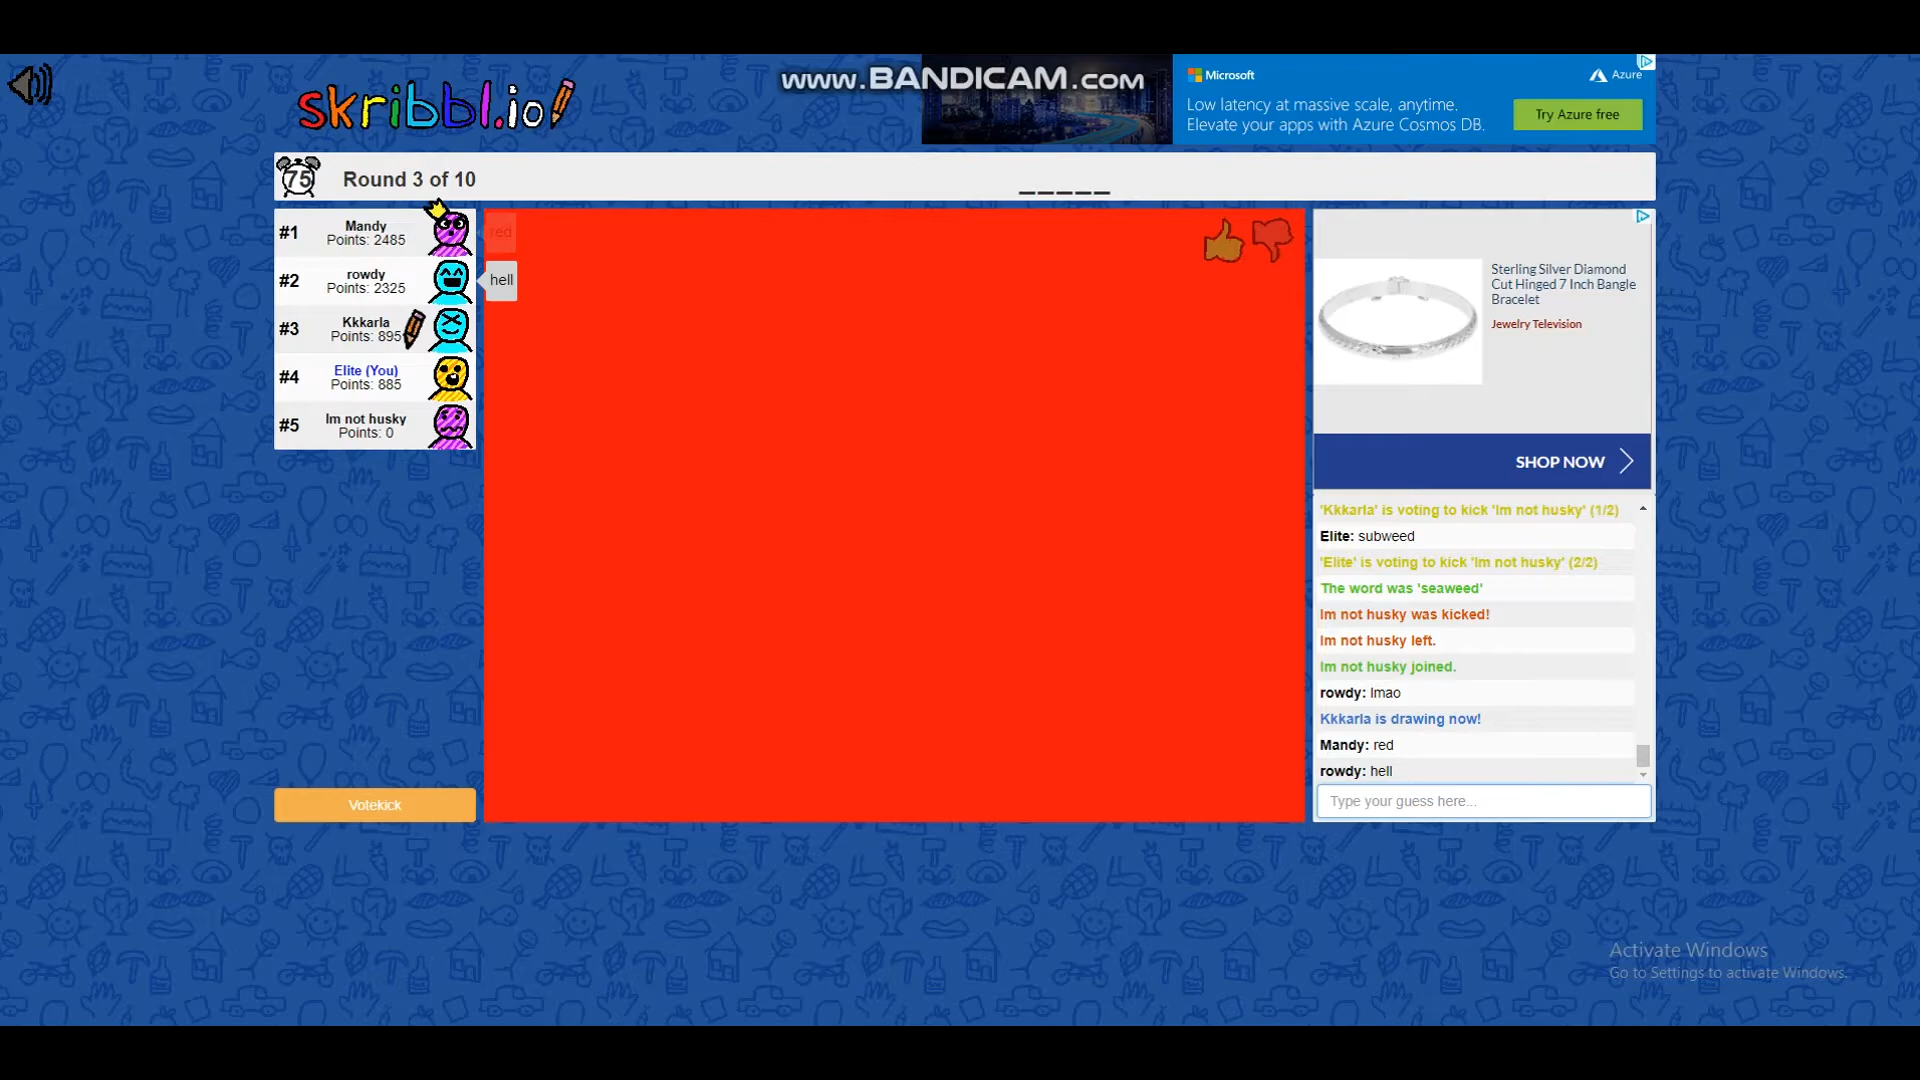 www.BANDICAM.com
skribbl.io
Microsoft
Azure
Low latency at massive scale, anytime.
Elevate your apps with Azure Cosmos DB.
Try Azure free
75
Round 3 of 10
_____
#1
Mandy
Points: 2485
red
#2
rowdy
Points: 2325
hell
#3
Kkkarla
Points: 895
#4
Elite (You)
Points: 885
#5
Im not husky
Points: 0
Votekick
Sterling Silver Diamond
Cut Hinged 7 Inch Bangle
Bracelet
Jewelry Television
SHOP NOW
'Kkkarla' is voting to kick 'Im not husky' (1/2)
Elite: subweed
'Elite' is voting to kick 'Im not husky' (2/2)
The word was 'seaweed'
Im not husky was kicked!
Im not husky left.
Im not husky joined.
rowdy: lmao
Kkkarla is drawing now!
Mandy: red
rowdy: hell
Type your guess here...
Activate Windows
Go to Settings to activate Windows.